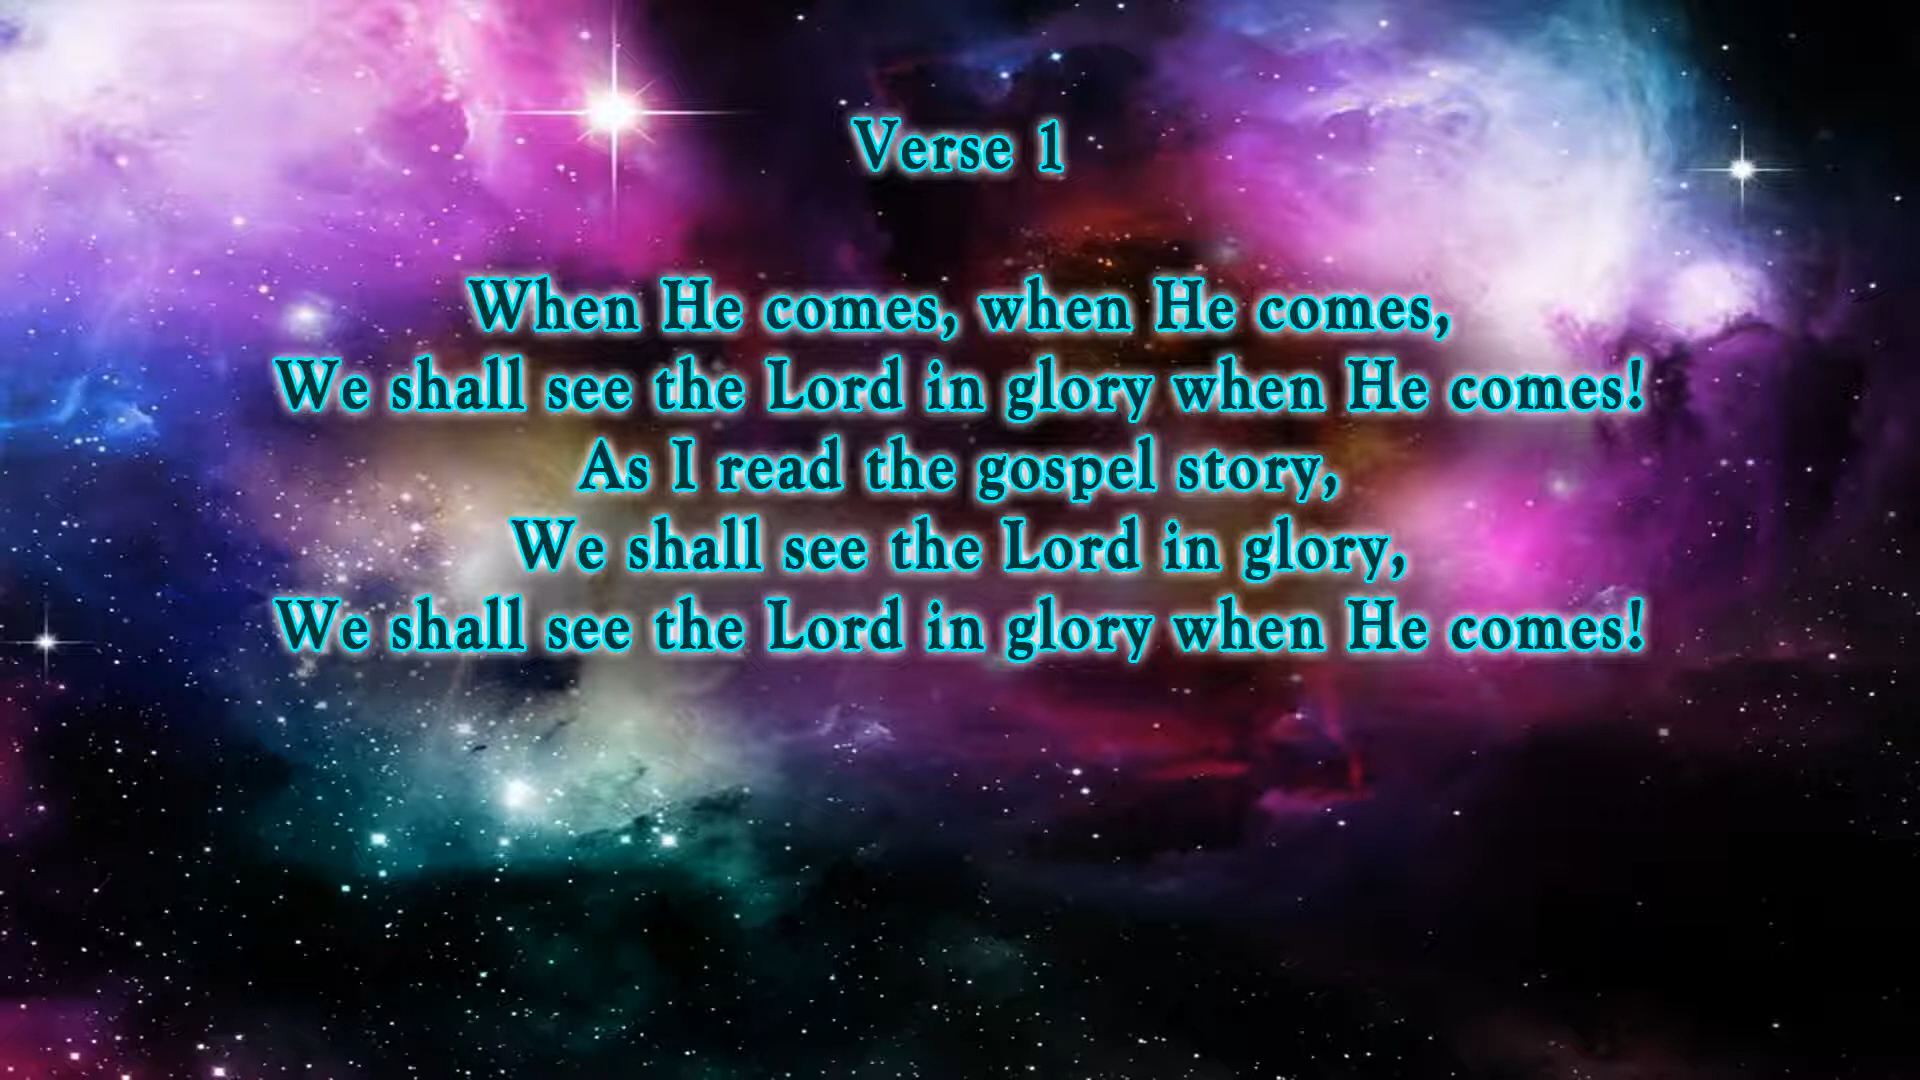 Verse 1
When He comes, when He comes,
We shall see the Lord in glory when He comes!
As I read the gospel story,
We shall see the Lord in glory,
We shall see the Lord in glory when He comes!